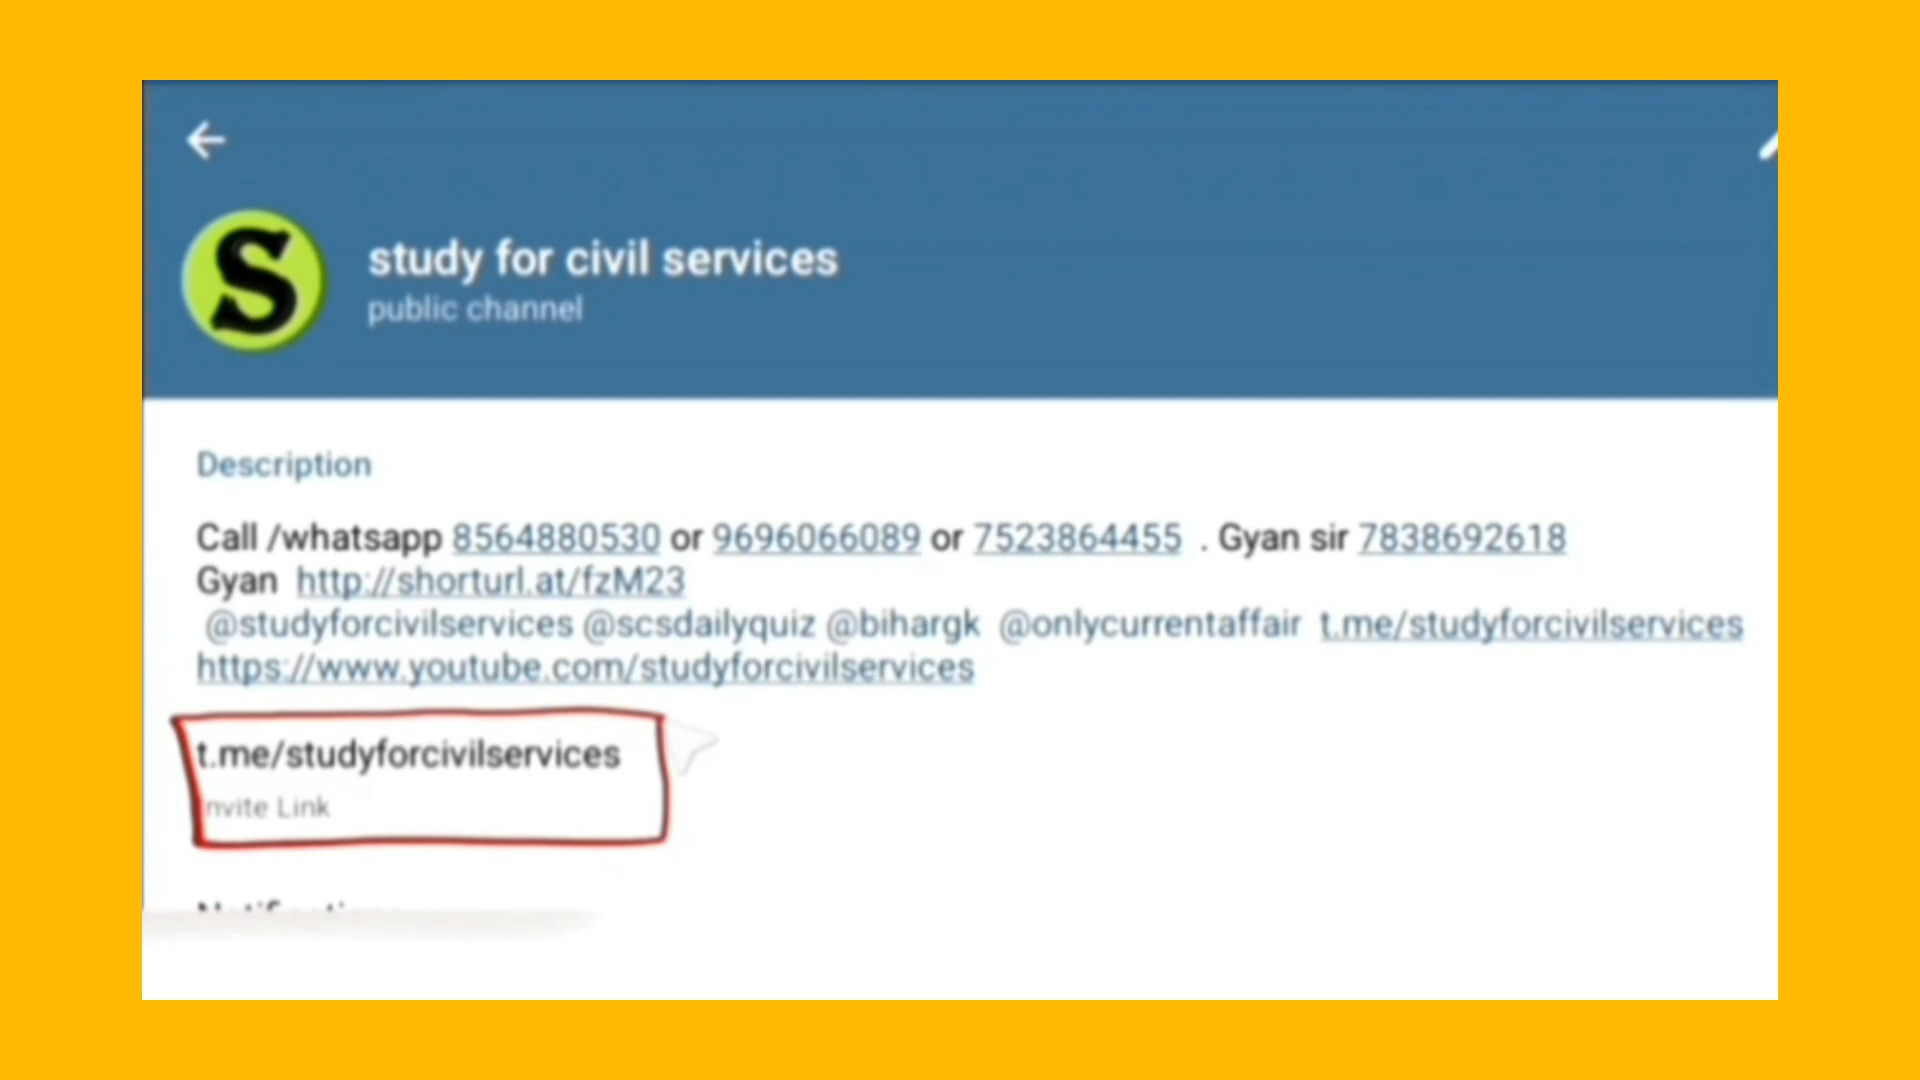 S
study for civil services
public channel
Description
Call /whatsapp 8564880530 or 9696066089 or 7523864455 . Gyan sir 7838692618
Gyan http://shorturl.at/fzM23
@studyforcivilservices @scsdailyquiz @bihargk @onlycurrentaffair t.me/studyforcivilservices
https://www.youtube.com/studyforcivilservices
t.me/studyforcivilservices
Invite Link